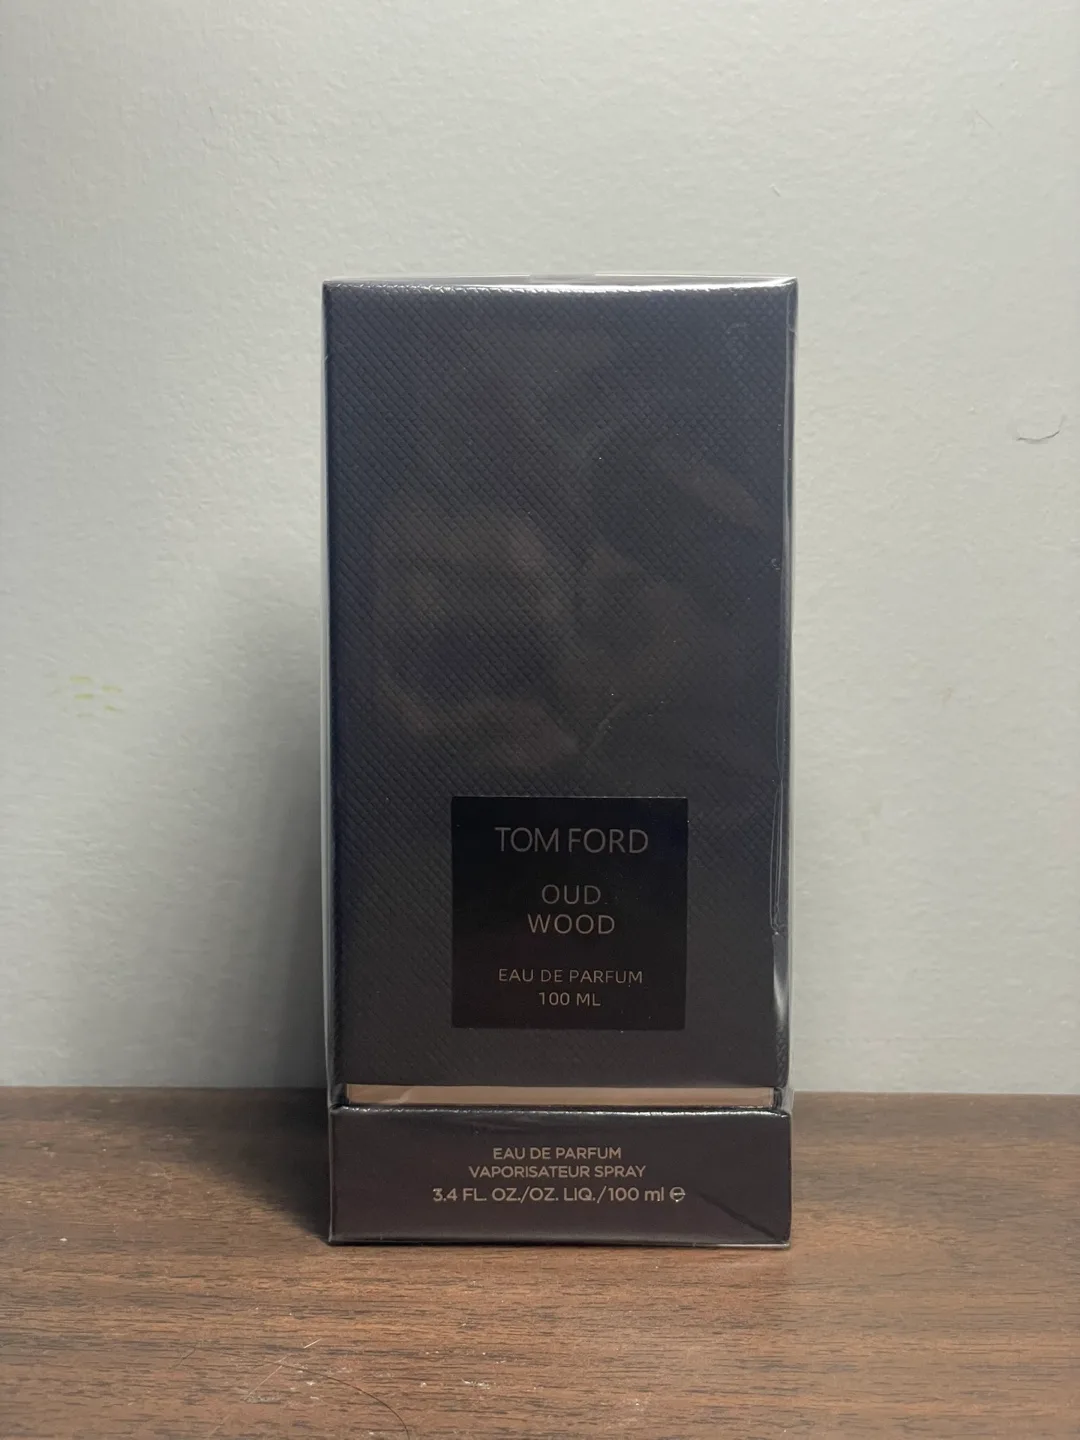 TOM FORD
OUD
WOOD
EAU DE PARFUM
100 ML
EAU DE PARFUM
VAPORISATEUR SPRAY
3.4 FL. OZ./OZ. LIQ./100 ml ℮